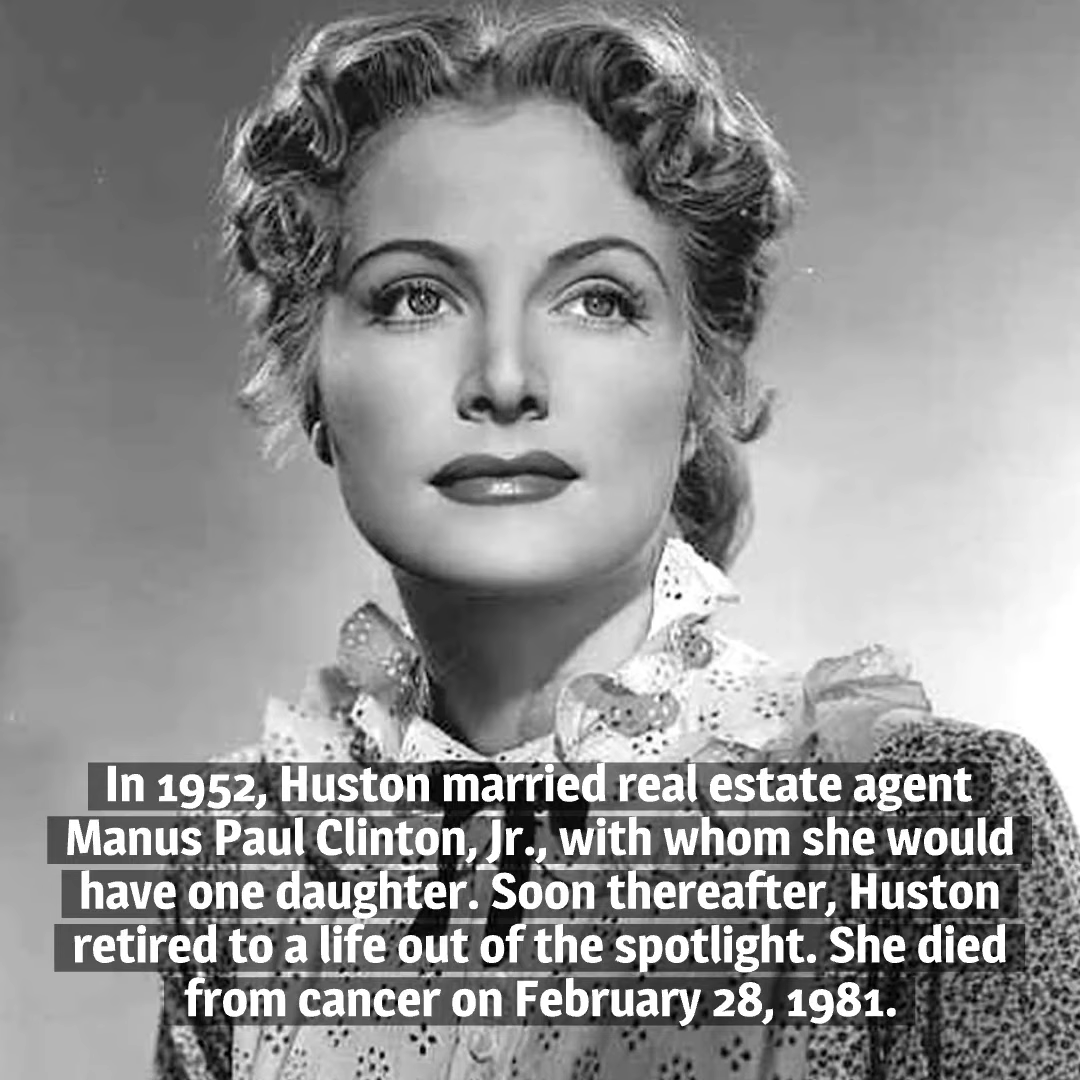 In 1952, Huston married real estate agent
Manus Paul Clinton, Jr., with whom she would
have one daughter. Soon thereafter, Huston
retired to a life out of the spotlight. She died
from cancer on February 28, 1981.